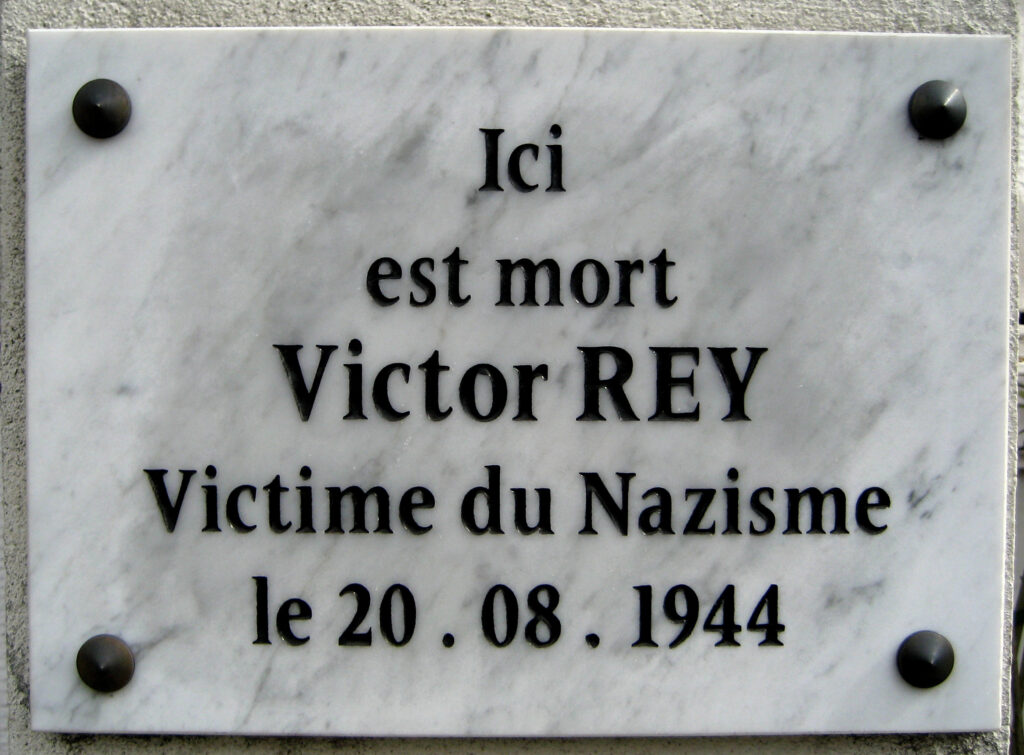 Ici
est mort
Victor REY
Victime du Nazisme
le 20 . 08 . 1944